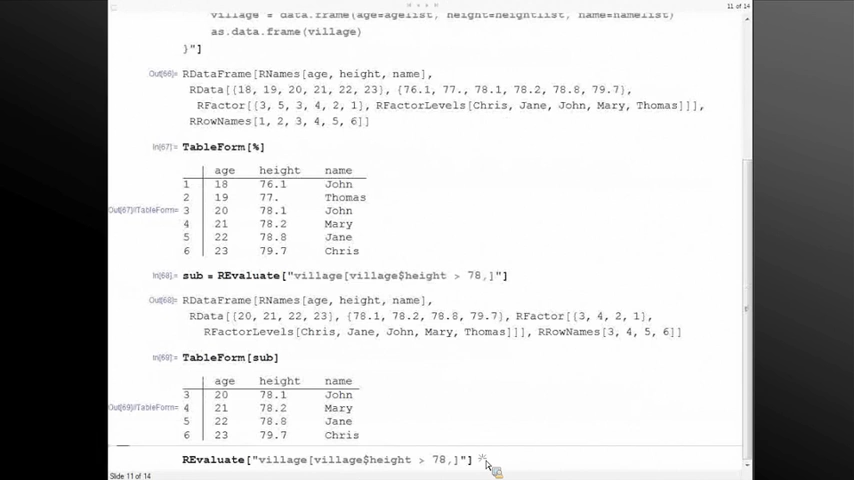 11 of 14
village = data.frame(age=agelist, height=heightlist, name=namelist)
as.data.frame(village)
}"]
Out[66]= RDataFrame[RNames[age, height, name],
RData[{18, 19, 20, 21, 22, 23}, {76.1, 77., 78.1, 78.2, 78.8, 79.7},
RFactor[{3, 5, 3, 4, 2, 1}, RFactorLevels[Chris, Jane, John, Mary, Thomas]]],
RRowNames[1, 2, 3, 4, 5, 6]]
In[67]:= TableForm[%]
age height name
1 18 76.1 John
2 19 77. Thomas
Out[67]//TableForm= 3 20 78.1 John
4 21 78.2 Mary
5 22 78.8 Jane
6 23 79.7 Chris
In[68]:= sub = REvaluate["village[village$height > 78,]"]
Out[68]= RDataFrame[RNames[age, height, name],
RData[{20, 21, 22, 23}, {78.1, 78.2, 78.8, 79.7}, RFactor[{3, 4, 2, 1},
RFactorLevels[Chris, Jane, John, Mary, Thomas]]], RRowNames[3, 4, 5, 6]]
In[69]:= TableForm[sub]
age height name
3 20 78.1 John
Out[69]//TableForm= 4 21 78.2 Mary
5 22 78.8 Jane
6 23 79.7 Chris
REvaluate["village[village$height > 78,]"]
Slide 11 of 14